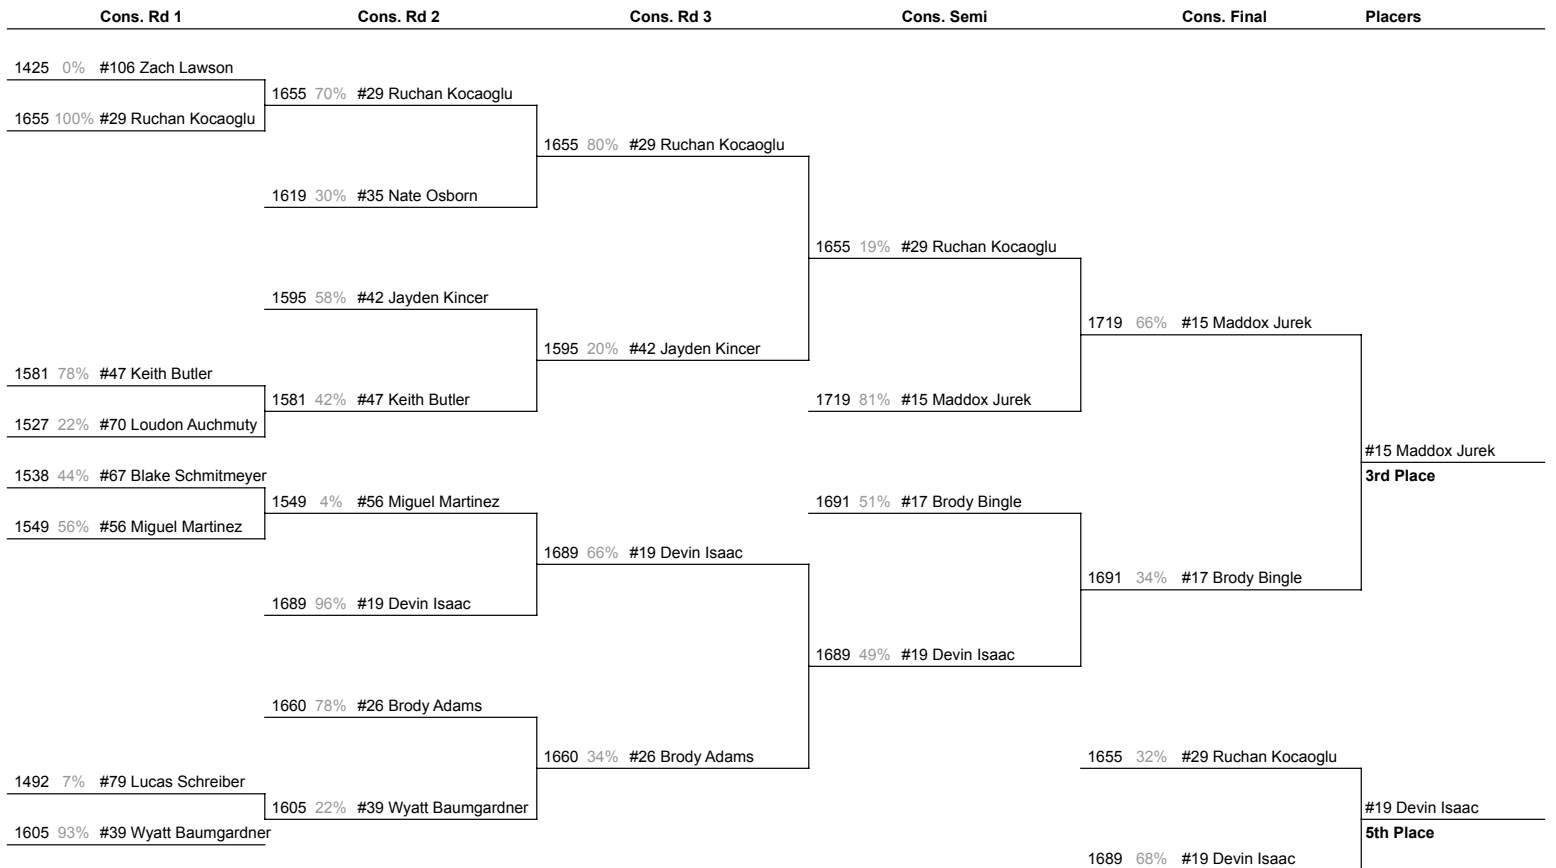 Cons. Rd 1 Cons. Rd 2 Cons. Rd 3 Cons. Semi Cons. Final Placers
1425 0% #106 Zach Lawson
1655 70% #29 Ruchan Kocaoglu
1655 100% #29 Ruchan Kocaoglu
1655 80% #29 Ruchan Kocaoglu
1619 30% #35 Nate Osborn
1655 19% #29 Ruchan Kocaoglu
1595 58% #42 Jayden Kincer
1719 66% #15 Maddox Jurek
1595 20% #42 Jayden Kincer
1581 78% #47 Keith Butler
1581 42% #47 Keith Butler
1719 81% #15 Maddox Jurek
1527 22% #70 Loudon Auchmuty
#15 Maddox Jurek
1538 44% #67 Blake Schmitmeyer
3rd Place
1549 4% #56 Miguel Martinez
1691 51% #17 Brody Bingle
1549 56% #56 Miguel Martinez
1689 66% #19 Devin Isaac
1691 34% #17 Brody Bingle
1689 96% #19 Devin Isaac
1689 49% #19 Devin Isaac
1660 78% #26 Brody Adams
1660 34% #26 Brody Adams
1655 32% #29 Ruchan Kocaoglu
1492 7% #79 Lucas Schreiber
1605 22% #39 Wyatt Baumgardner
#19 Devin Isaac
1605 93% #39 Wyatt Baumgardner
5th Place
1689 68% #19 Devin Isaac